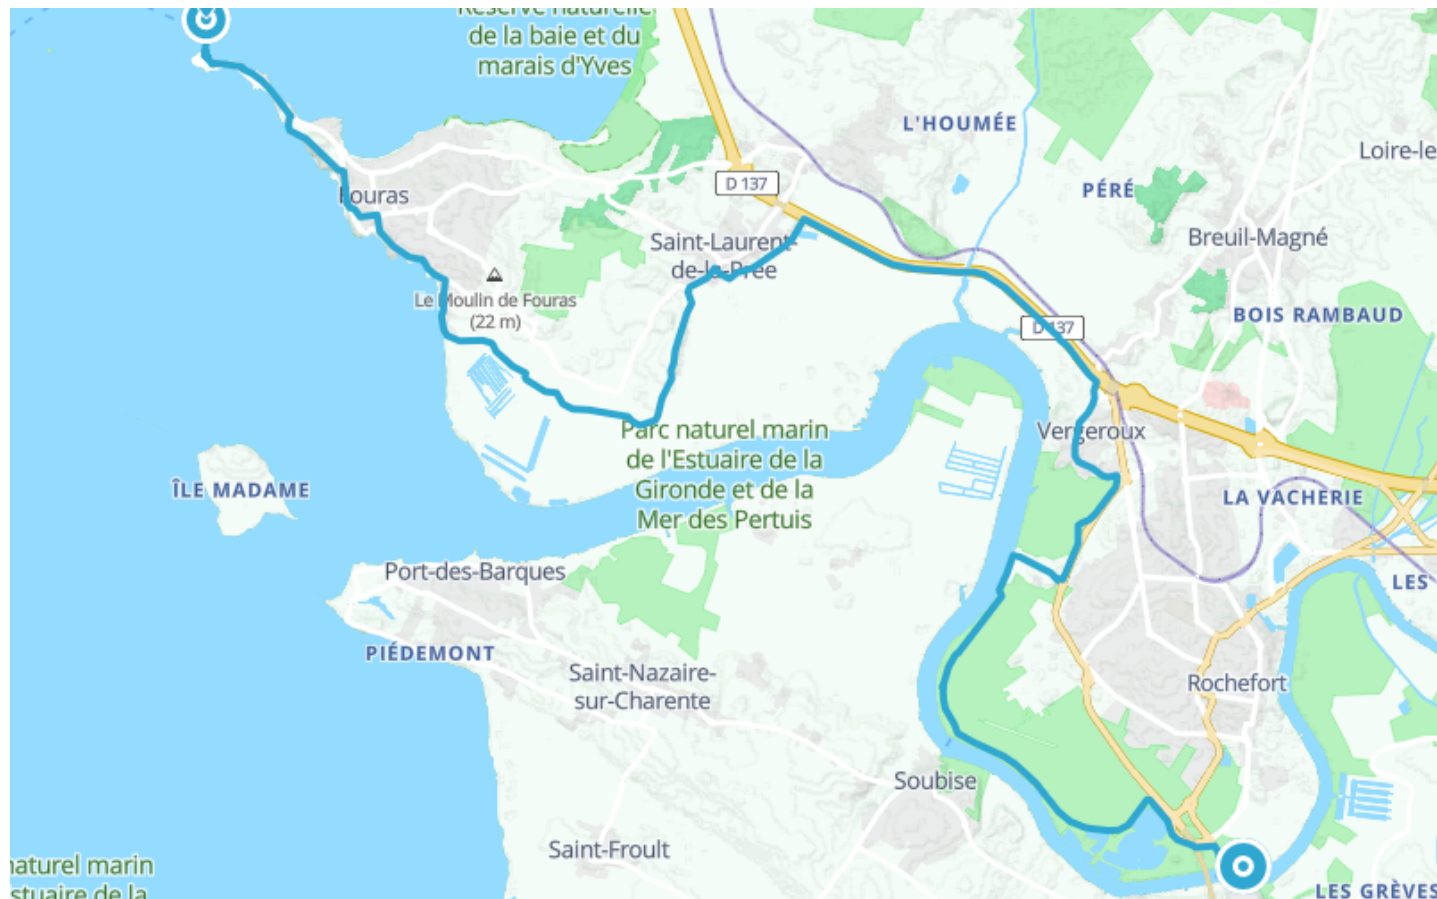 Réserve naturelle
de la baie et du
marais d'Yves
L'HOUMÉE
Loire-le
D 137
PÉRÉ
Fouras
Breuil-Magné
Saint-Laurent-
de-la-Prée
Le Moulin de Fouras
(22 m)
BOIS RAMBAUD
D 137
Vergeroux
Parc naturel marin
de l'Estuaire de la
Gironde et de la
Mer des Pertuis
ÎLE MADAME
LA VACHERIE
Port-des-Barques
LES
PIÉDEMONT
Saint-Nazaire-
sur-Charente
Rochefort
Soubise
Saint-Froult
naturel marin
stuaire de la
LES GRÈVES